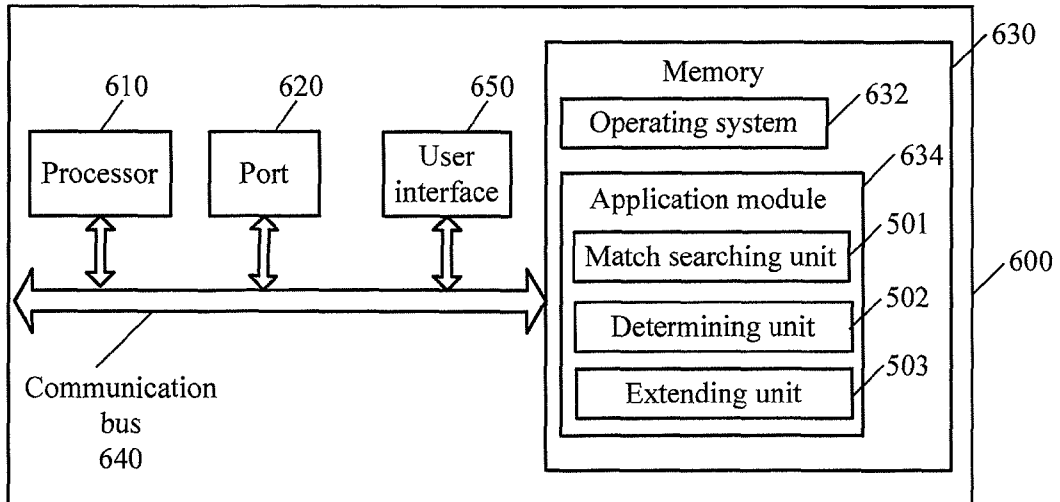 630
Memory
610
620
650
632
Operating system
Processor
Port
User
interface
634
Application module
501
Match searching unit
600
502
Determining unit
503
Extending unit
Communication
bus
640